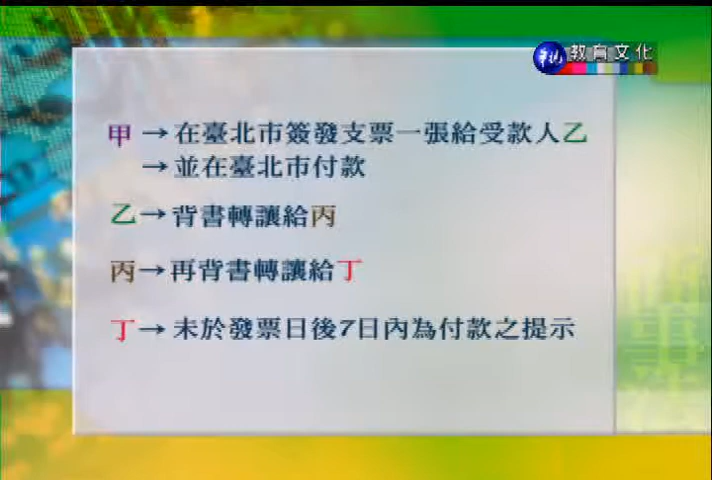 華視 教育文化
甲→在臺北市簽發支票一張給受款人乙
→並在臺北市付款
乙→背書轉讓給丙
丙→再背書轉讓給丁
丁→未於發票日後7日內為付款之提示